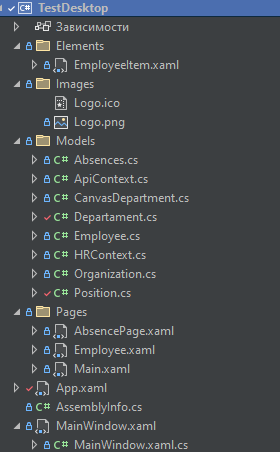 TestDesktop
Зависимости
Elements
EmployeeItem.xaml
Images
Logo.ico
Logo.png
Models
Absences.cs
ApiContext.cs
CanvasDepartment.cs
Departament.cs
Employee.cs
HRContext.cs
Organization.cs
Position.cs
Pages
AbsencePage.xaml
Employee.xaml
Main.xaml
App.xaml
AssemblyInfo.cs
MainWindow.xaml
MainWindow.xaml.cs